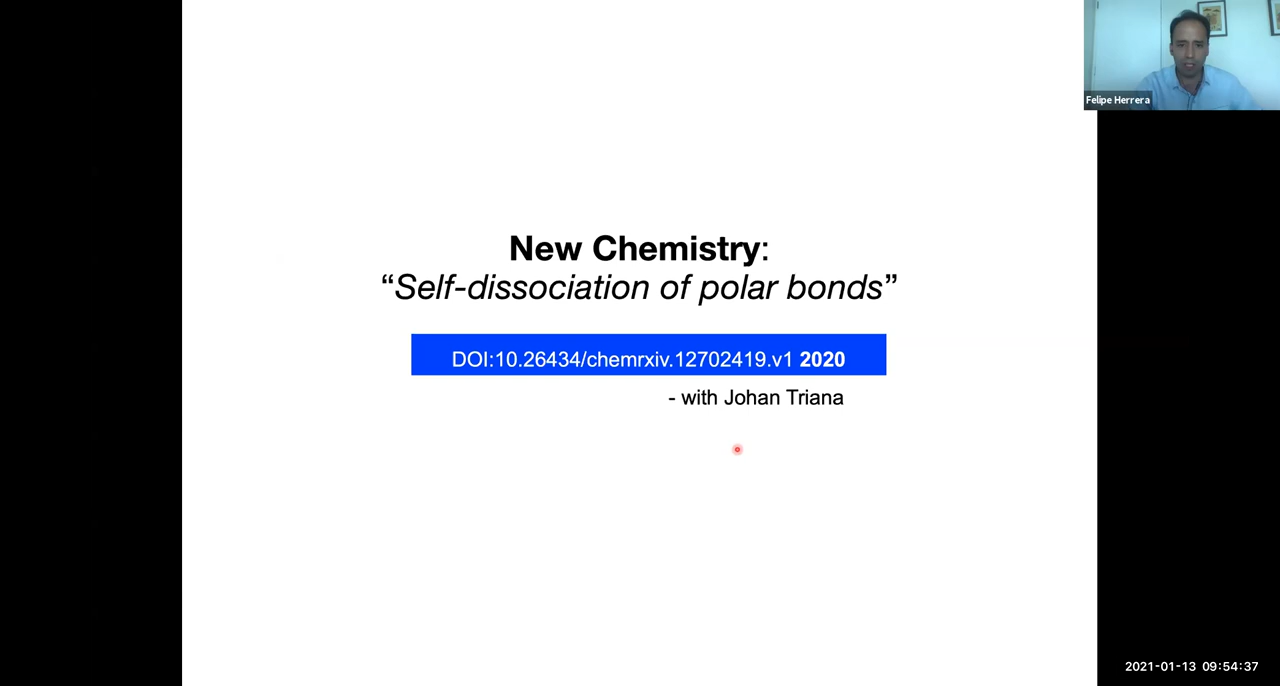 Felipe Herrera
New Chemistry:
“Self-dissociation of polar bonds”
DOI:10.26434/chemrxiv.12702419.v1 2020
- with Johan Triana
2021-01-13 09:54:37